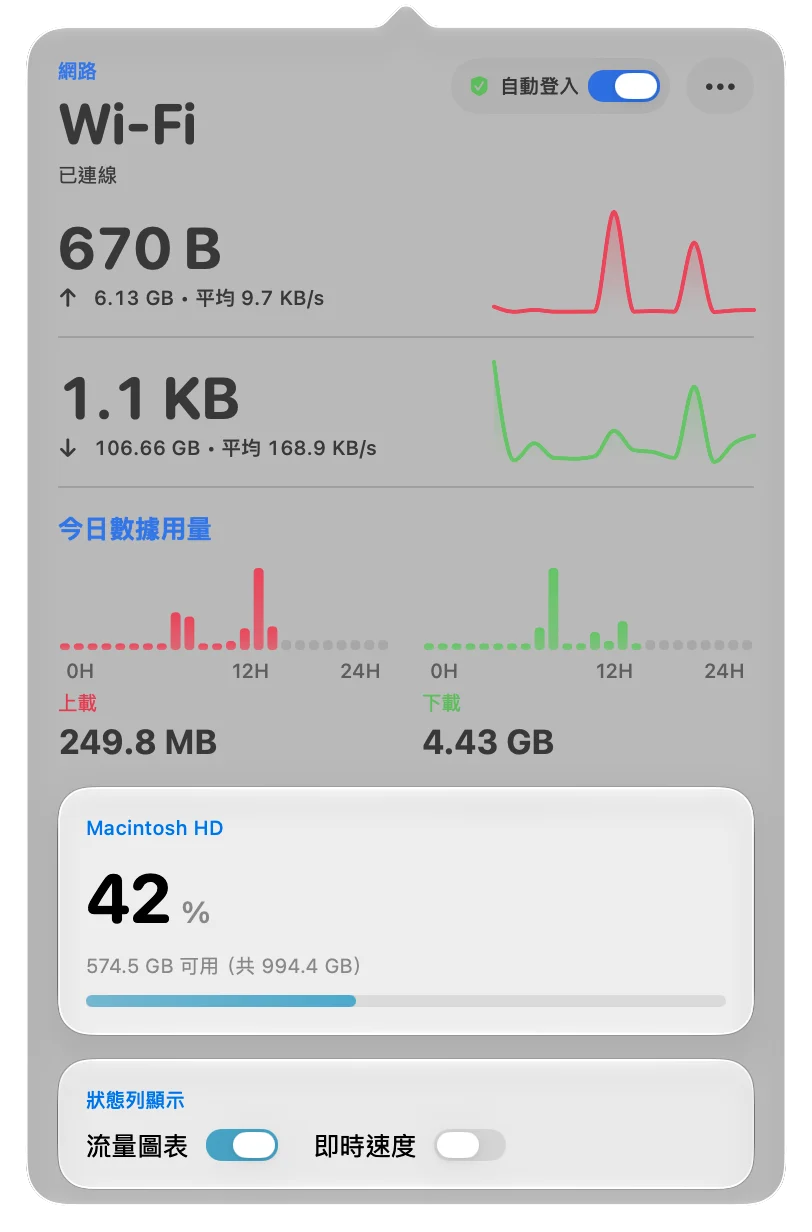 網路
自動登入
Wi-Fi
已連線
670 B
↑ 6.13 GB • 平均 9.7 KB/s
1.1 KB
↓ 106.66 GB • 平均 168.9 KB/s
今日數據用量
0H 12H 24H
0H 12H 24H
上載
下載
249.8 MB
4.43 GB
Macintosh HD
42 %
574.5 GB 可用（共 994.4 GB）
狀態列顯示
流量圖表
即時速度